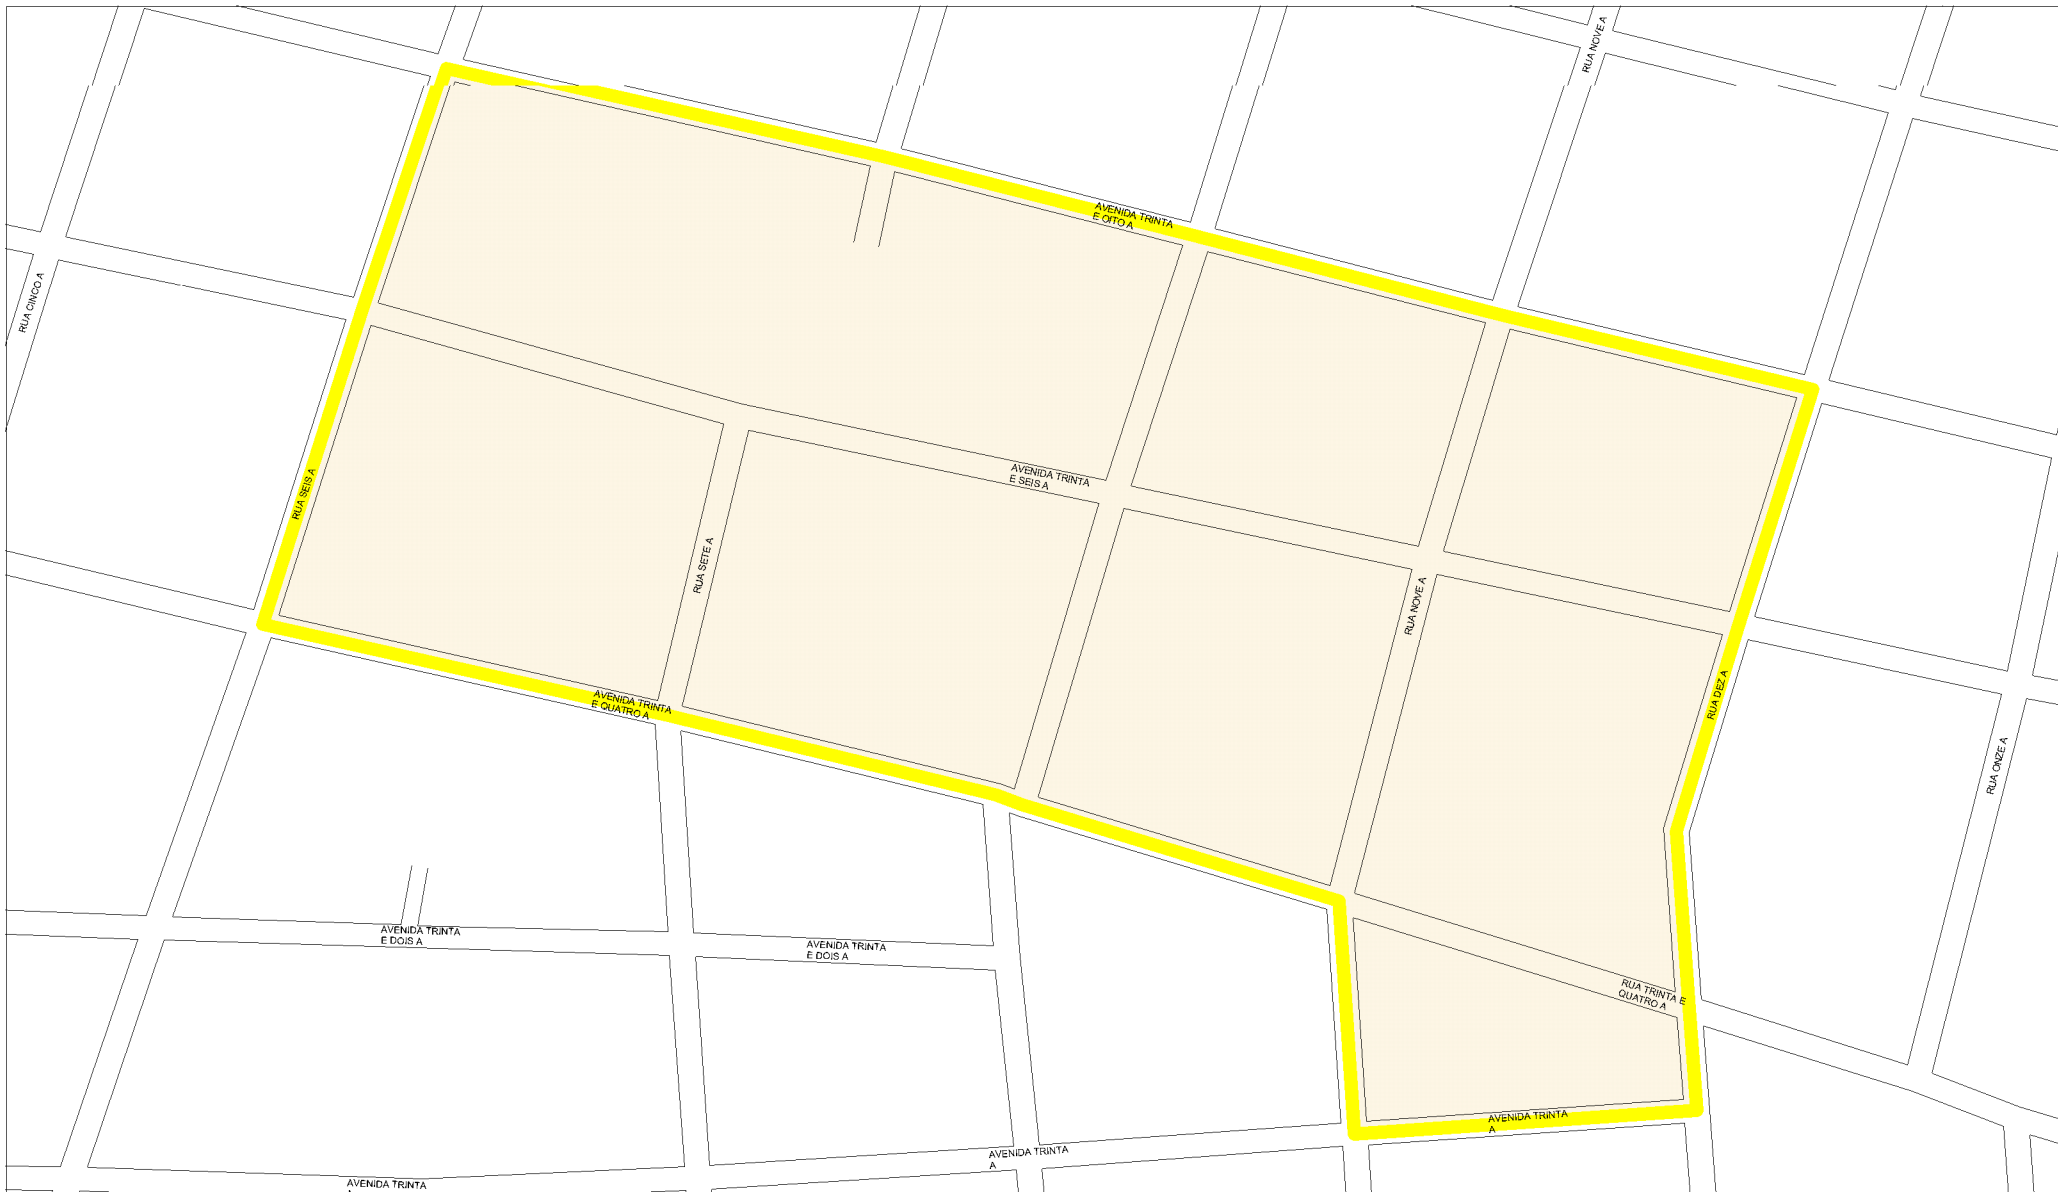 RUA NOVE A
AVENIDA TRINTA
E OITO A
RUA CINCO A
RUA SEIS A
AVENIDA TRINTA
E SEIS A
RUA SETE A
RUA NOVE A
AVENIDA TRINTA
E QUATRO A
RUA DEZ A
RUA ONZE A
AVENIDA TRINTA
E DOIS A
AVENIDA TRINTA
E DOIS A
RUA TRINTA E
QUATRO A
AVENIDA TRINTA
A
AVENIDA TRINTA
A
AVENIDA TRINTA